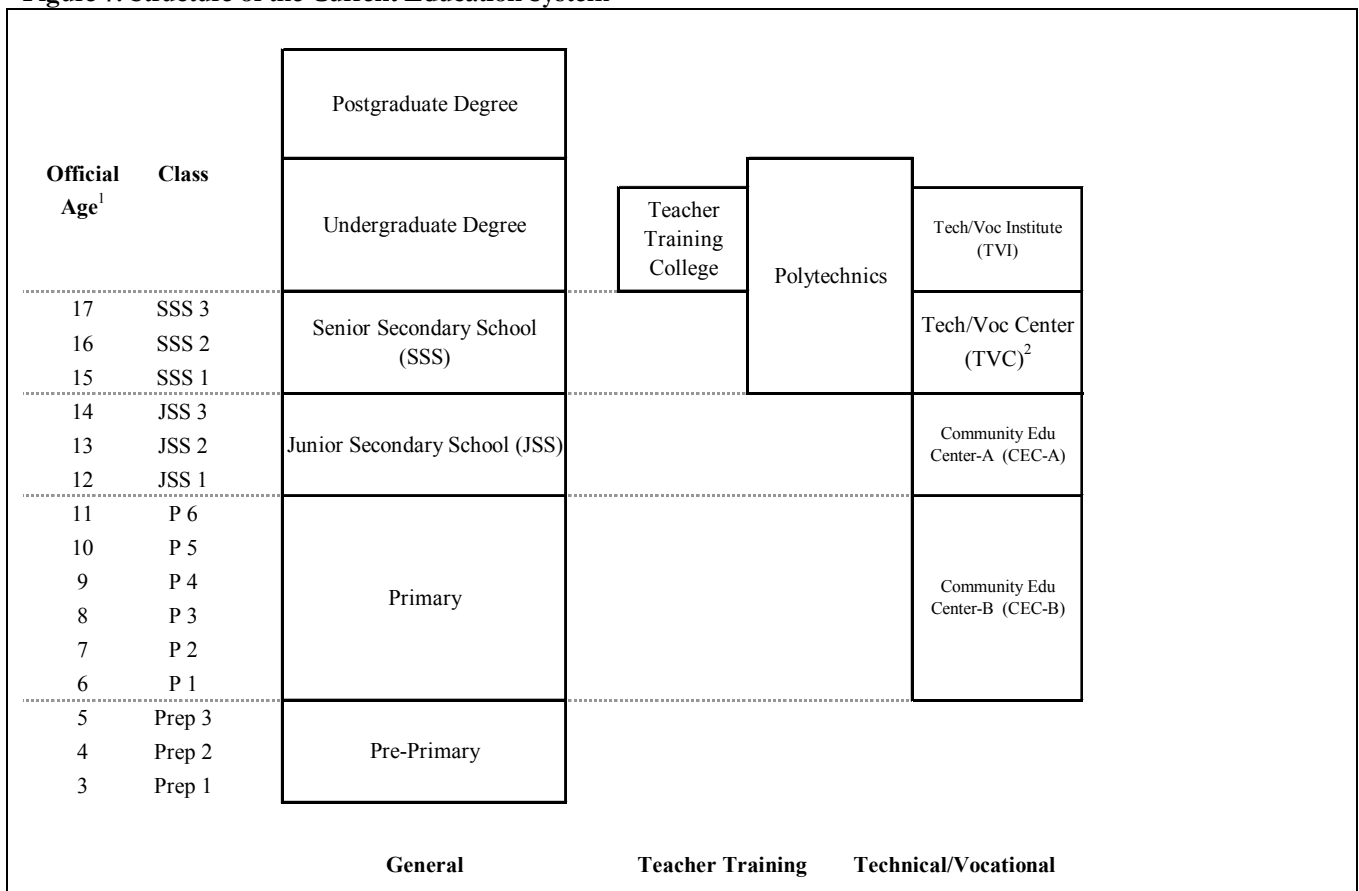 Figure 7. Structure of the Current Education System
Postgraduate Degree
Official Class
Age1
Undergraduate Degree
Teacher
Training
College
Polytechnics
Tech/Voc Institute
(TVI)
17 SSS 3
16 SSS 2
15 SSS 1
Senior Secondary School
(SSS)
Tech/Voc Center
(TVC)2
14 JSS 3
13 JSS 2
12 JSS 1
Junior Secondary School (JSS)
Community Edu
Center-A (CEC-A)
11 P 6
10 P 5
9 P 4
8 P 3
7 P 2
6 P 1
Primary
Community Edu
Center-B (CEC-B)
5 Prep 3
4 Prep 2
3 Prep 1
Pre-Primary
General Teacher Training Technical/Vocational